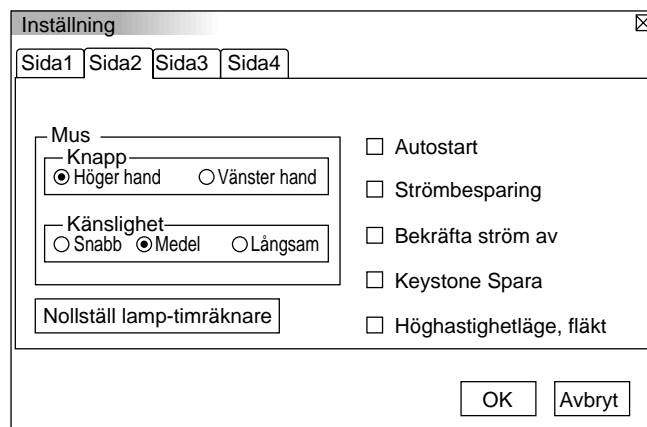 Inställning
Sida1 Sida2 Sida3 Sida4
Mus
Knapp
Höger hand Vänster hand
Känslighet
Snabb Medel Långsam
Nollställ lamp-timräknare
Autostart
Strömbesparing
Bekräfta ström av
Keystone Spara
Höghastighetläge, fläkt
OK Avbryt